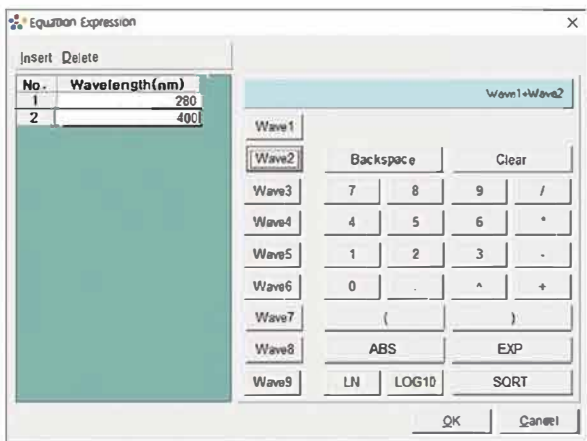 Equation Expression
Insert Delete
No. Wavelength(nm)
1 280
2 400
Wave1+Wave2
Wave1
Wave2 Backspace Clear
Wave3 7 8 9 /
Wave4 4 5 6 *
Wave5 1 2 3 -
Wave6 0 . ^ +
Wave7 ( )
Wave8 ABS EXP
Wave9 LN LOG10 SQRT
OK Cancel